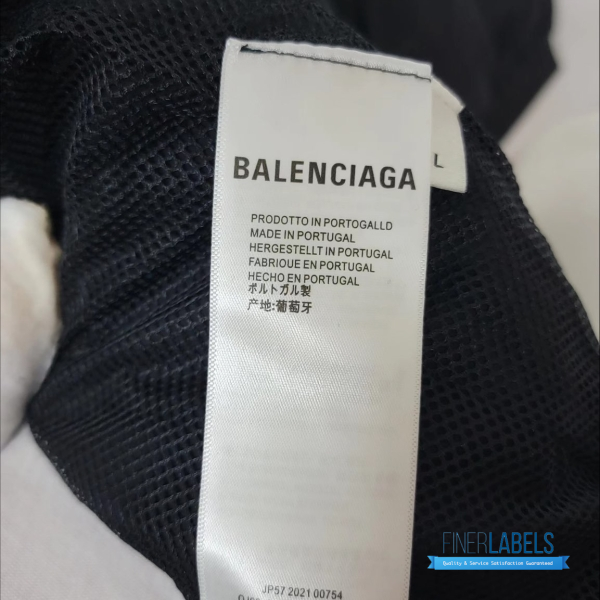 BALENCIAGA
L
PRODOTTO IN PORTOGALLD
MADE IN PORTUGAL
HERGESTELLT IN PORTUGAL
FABRIQUE EN PORTUGAL
HECHO EN PORTUGAL
ポルトガル製
产地:葡萄牙
JP57 2021 00754
FINERLABELS
Quality & Service Satisfaction Guaranteed